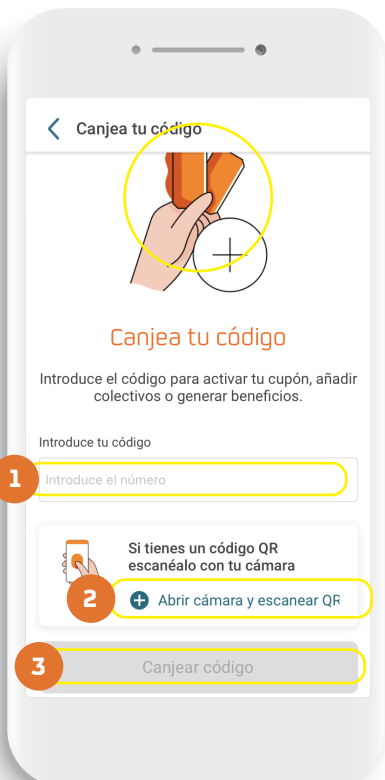 Canjea tu código
Canjea tu código
Introduce el código para activar tu cupón, añadir
colectivos o generar beneficios.
Introduce tu código
1
Introduce el número
Si tienes un código QR
escanéalo con tu cámara
2
Abrir cámara y escanear QR
3
Canjear código